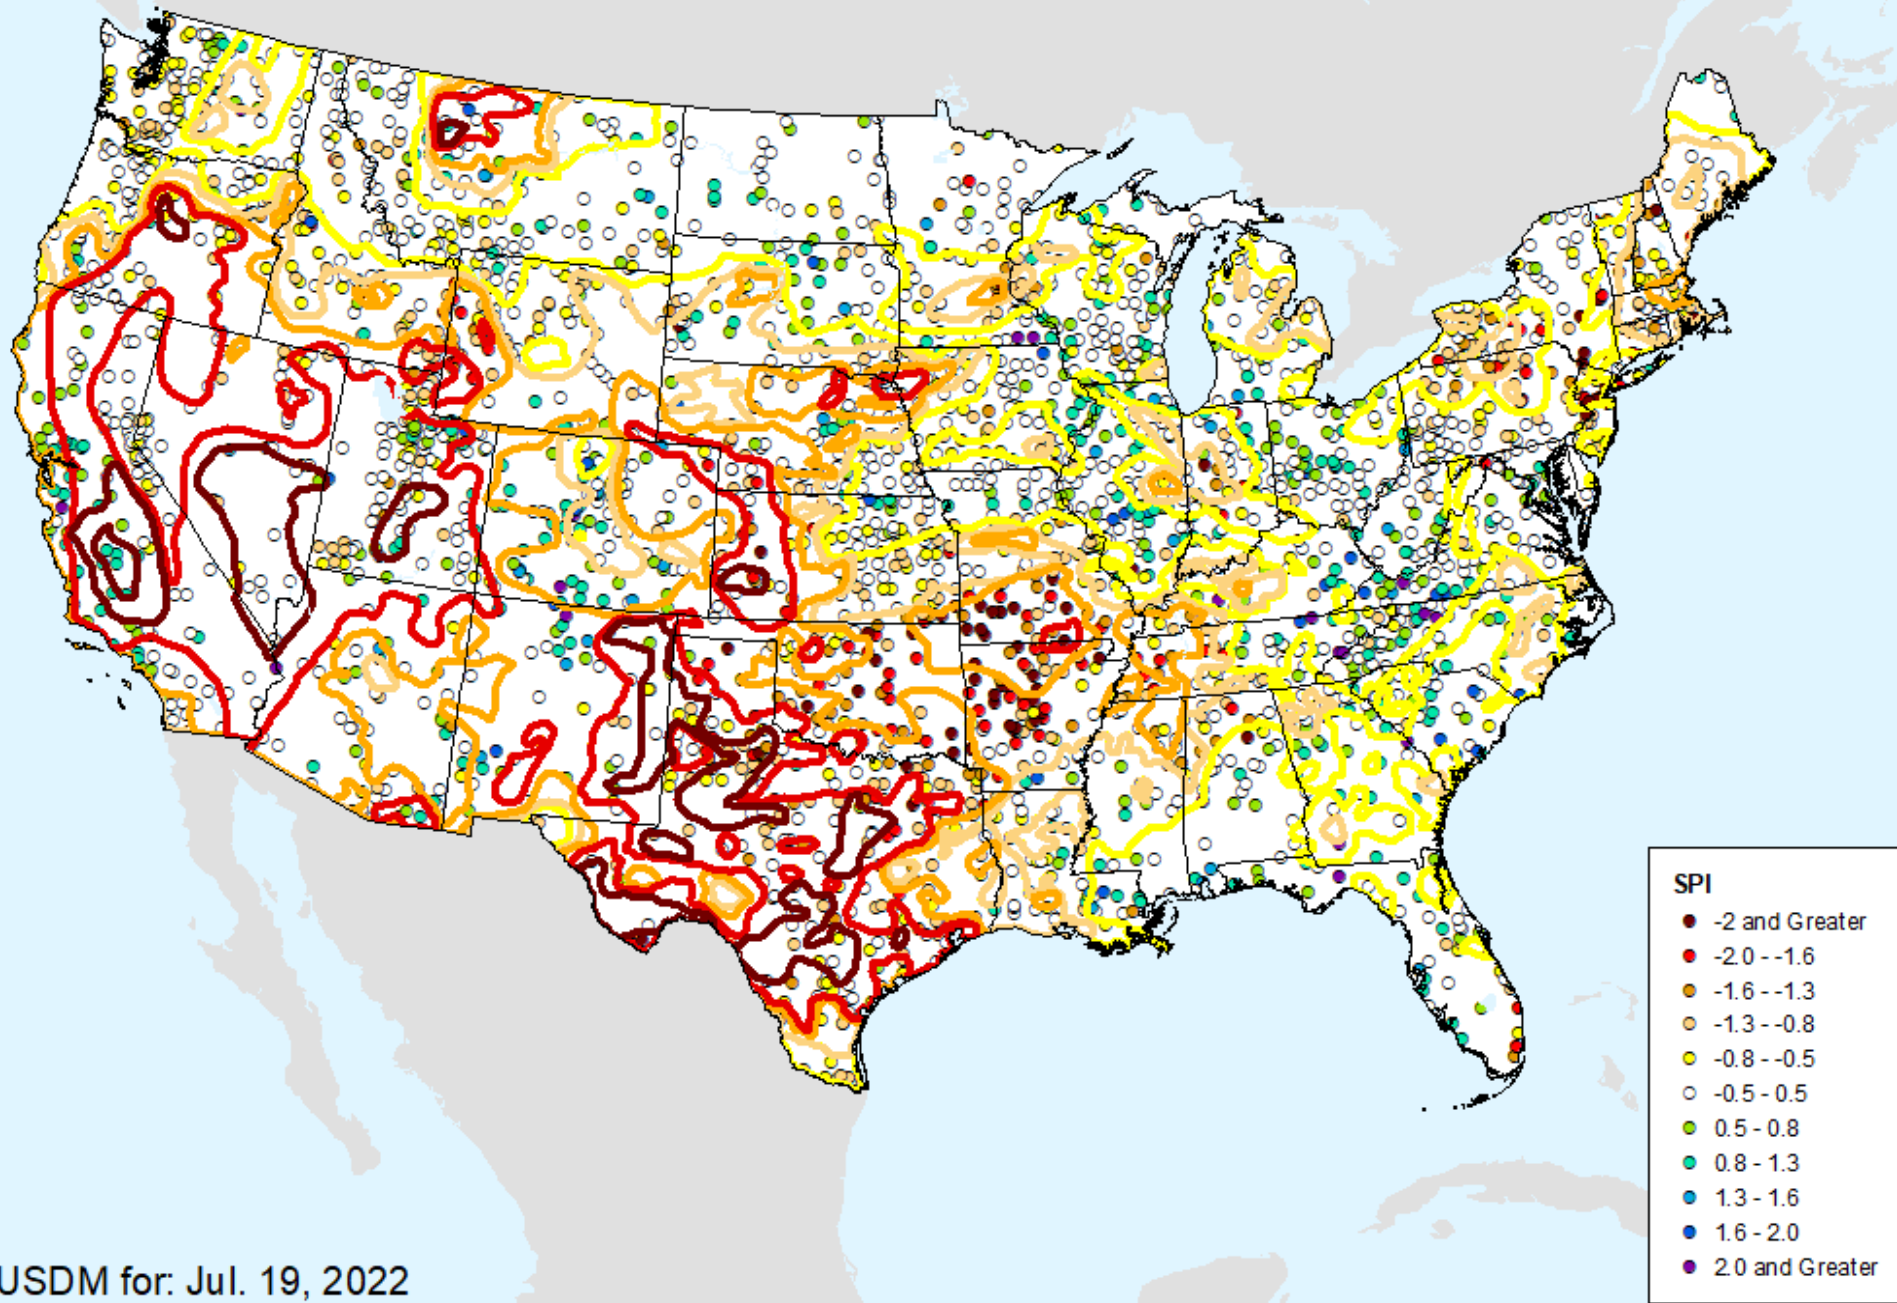 SPI
-2 and Greater
-2.0 - -1.6
-1.6 - -1.3
-1.3 - -0.8
-0.8 - -0.5
-0.5 - 0.5
0.5 - 0.8
0.8 - 1.3
1.3 - 1.6
1.6 - 2.0
2.0 and Greater
USDM for: Jul. 19, 2022